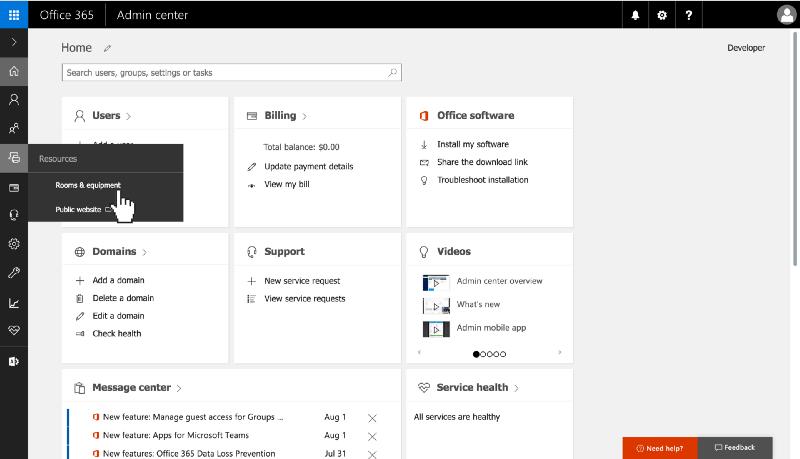 Office 365
Admin center
Home
Developer
Search users, groups, settings or tasks
Users
Billing
Total balance: $0.00
Update payment details
View my bill
Office software
Install my software
Share the download link
Troubleshoot installation
Resources
Rooms & equipment
Public website
Domains
Add a domain
Delete a domain
Edit a domain
Check health
Support
New service request
View service requests
Videos
Admin center overview
What's new
Admin mobile app
Message center
New feature: Manage guest access for Groups ... Aug 1
New feature: Apps for Microsoft Teams Aug 1
New features: Office 365 Data Loss Prevention Jul 31
Service health
All services are healthy
Need help?
Feedback